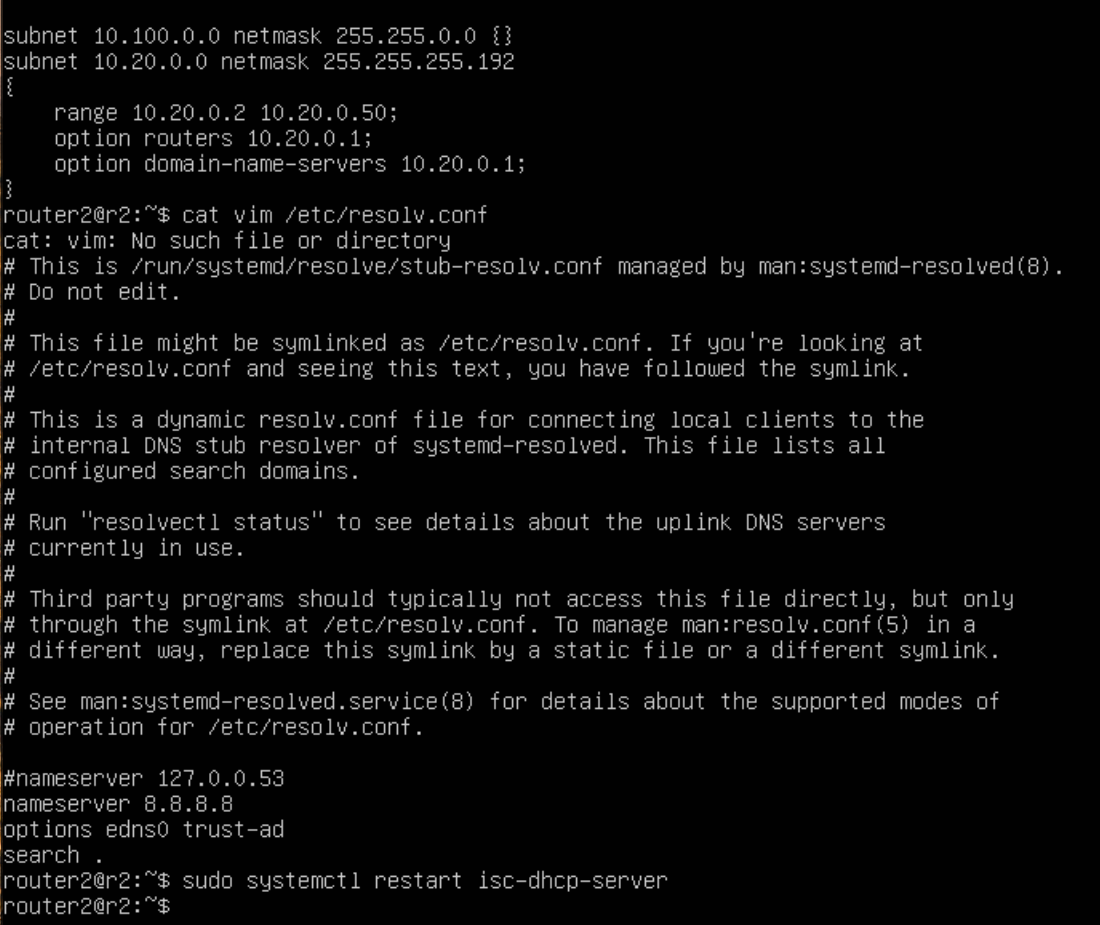 subnet 10.100.0.0 netmask 255.255.0.0 {}
subnet 10.20.0.0 netmask 255.255.255.192
{
    range 10.20.0.2 10.20.0.50;
    option routers 10.20.0.1;
    option domain-name-servers 10.20.0.1;
}
router2@r2:~$ cat vim /etc/resolv.conf
cat: vim: No such file or directory
# This is /run/systemd/resolve/stub-resolv.conf managed by man:systemd-resolved(8).
# Do not edit.
#
# This file might be symlinked as /etc/resolv.conf. If you're looking at
# /etc/resolv.conf and seeing this text, you have followed the symlink.
#
# This is a dynamic resolv.conf file for connecting local clients to the
# internal DNS stub resolver of systemd-resolved. This file lists all
# configured search domains.
#
# Run "resolvectl status" to see details about the uplink DNS servers
# currently in use.
#
# Third party programs should typically not access this file directly, but only
# through the symlink at /etc/resolv.conf. To manage man:resolv.conf(5) in a
# different way, replace this symlink by a static file or a different symlink.
#
# See man:systemd-resolved.service(8) for details about the supported modes of
# operation for /etc/resolv.conf.

#nameserver 127.0.0.53
nameserver 8.8.8.8
options edns0 trust-ad
search .
router2@r2:~$ sudo systemctl restart isc-dhcp-server
router2@r2:~$